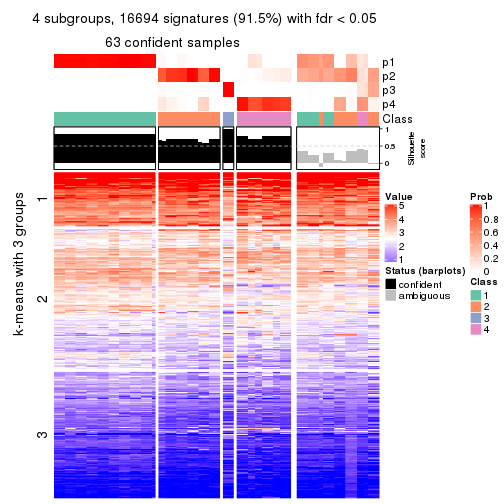 4 subgroups, 16694 signatures (91.5%) with fdr < 0.05
63 confident samples
p1
p2
p3
p4
Class
1
0.5
0
Silhouette
score
k-means with 3 groups
1
2
3
Value
5
4
3
2
1
Status (barplots)
confident
ambiguous
Prob
1
0.8
0.6
0.4
0.2
0
Class
1
2
3
4